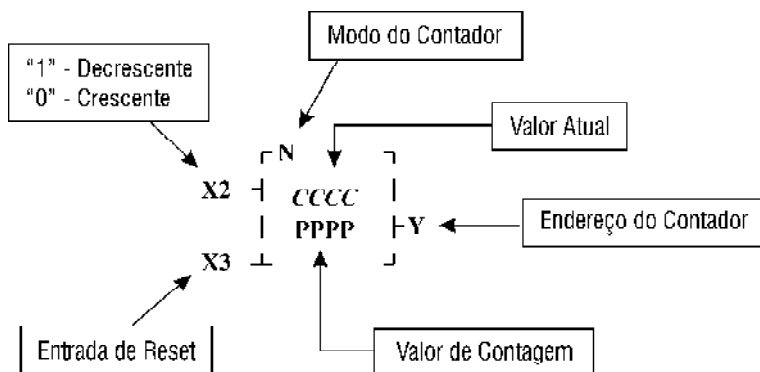 Modo do Contador
"1" - Decrescente
"0" - Crescente
Valor Atual
N
X2
CCCC
PPPP
Y
Endereço do Contador
X3
Entrada de Reset
Valor de Contagem